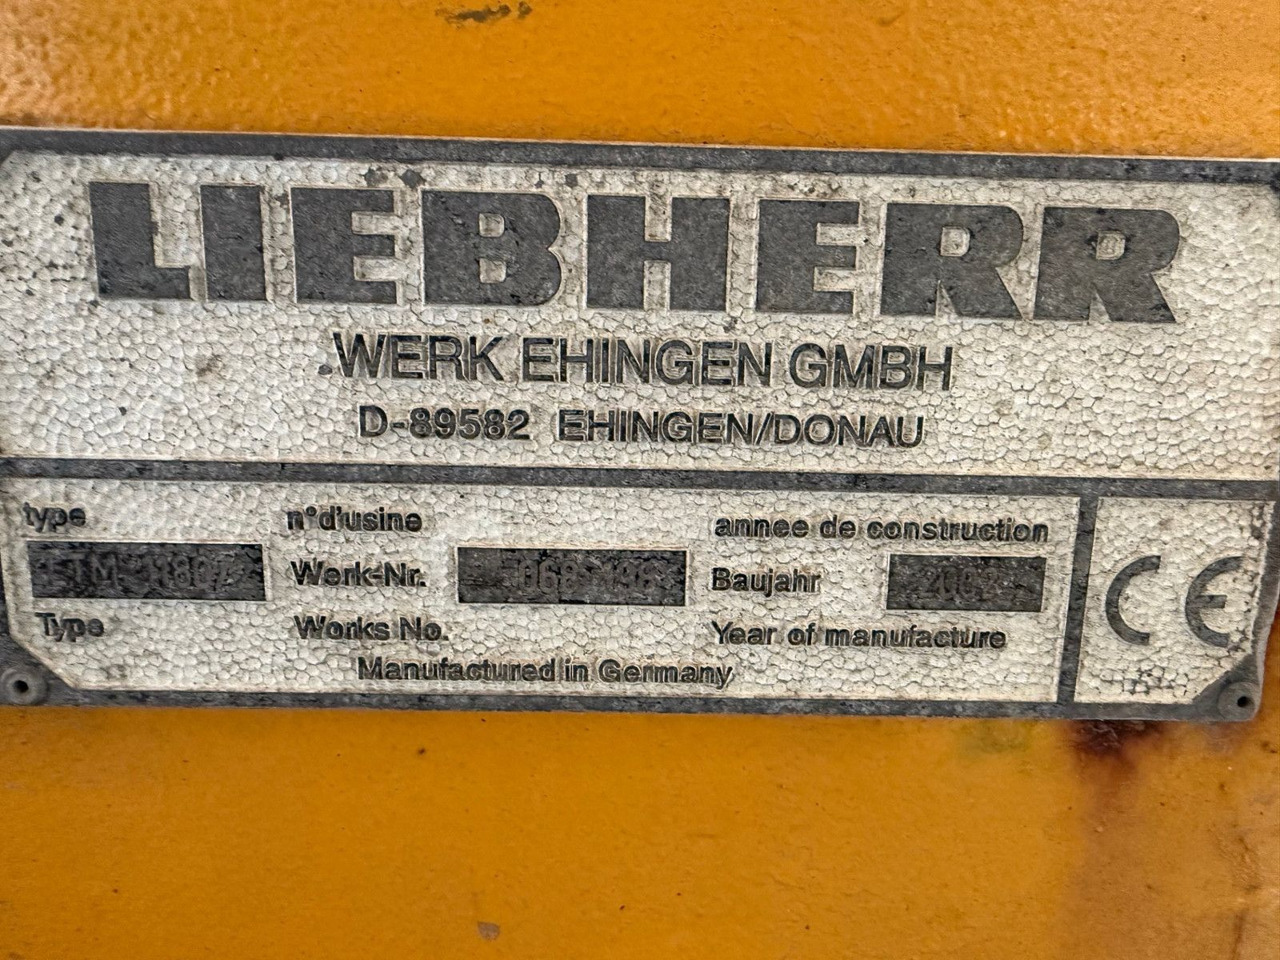 LIEBHERR
WERK EHINGEN GMBH
D-89582 EHINGEN/DONAU
type n°d'usine annee de construction
Werk-Nr. Baujahr 2002
Type Works No. Year of manufacture
Manufactured in Germany
CE